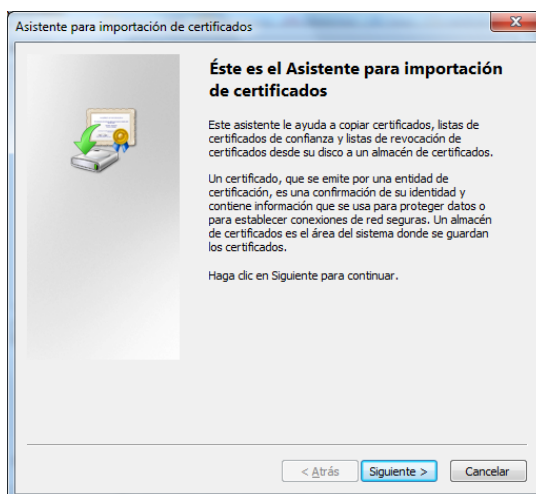 Asistente para importación de certificados
Éste es el Asistente para importación
de certificados
Este asistente le ayuda a copiar certificados, listas de
certificados de confianza y listas de revocación de
certificados desde su disco a un almacén de certificados.
Un certificado, que se emite por una entidad de
certificación, es una confirmación de su identidad y
contiene información que se usa para proteger datos o
para establecer conexiones de red seguras. Un almacén
de certificados es el área del sistema donde se guardan
los certificados.
Haga clic en Siguiente para continuar.
< Atrás Siguiente > Cancelar